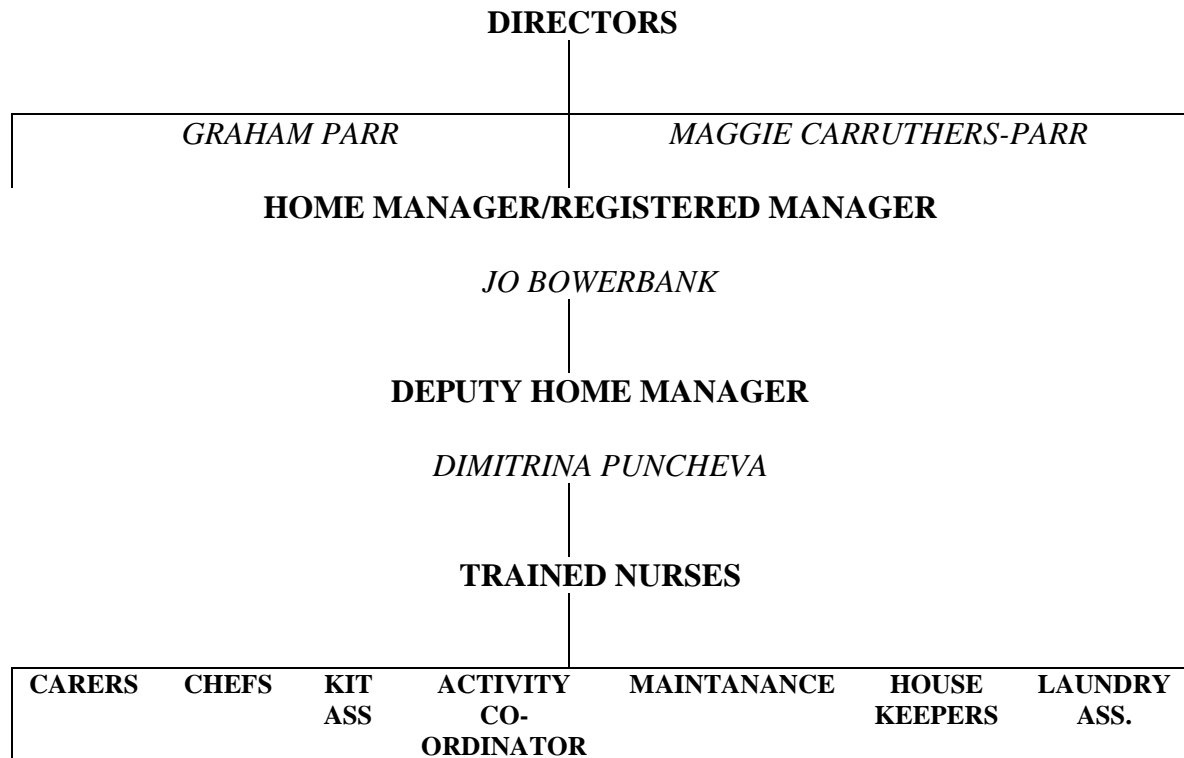 DIRECTORS
GRAHAM PARR MAGGIE CARRUTHERS-PARR
HOME MANAGER/REGISTERED MANAGER
JO BOWERBANK
DEPUTY HOME MANAGER
DIMITRINA PUNCHEVA
TRAINED NURSES
CARERS CHEFS KIT ACTIVITY MAINTANANCE HOUSE LAUNDRY
ASS CO- KEEPERS ASS.
ORDINATOR